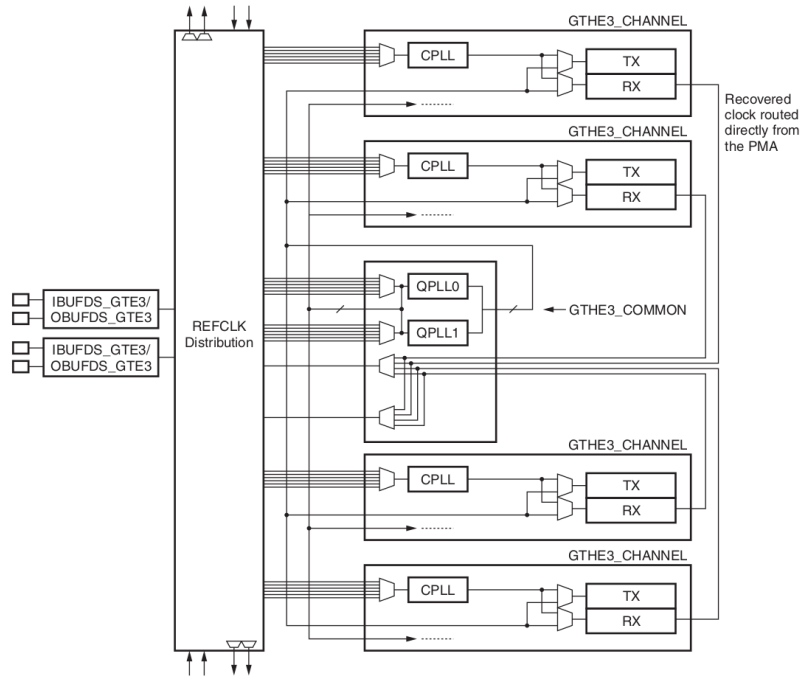 GTHE3_CHANNEL
CPLL
TX
RX
Recovered
clock routed
directly from
the PMA
GTHE3_CHANNEL
CPLL
TX
RX
IBUFDS_GTE3/
OBUFDS_GTE3
IBUFDS_GTE3/
OBUFDS_GTE3
REFCLK
Distribution
QPLL0
QPLL1
GTHE3_COMMON
GTHE3_CHANNEL
CPLL
TX
RX
GTHE3_CHANNEL
CPLL
TX
RX